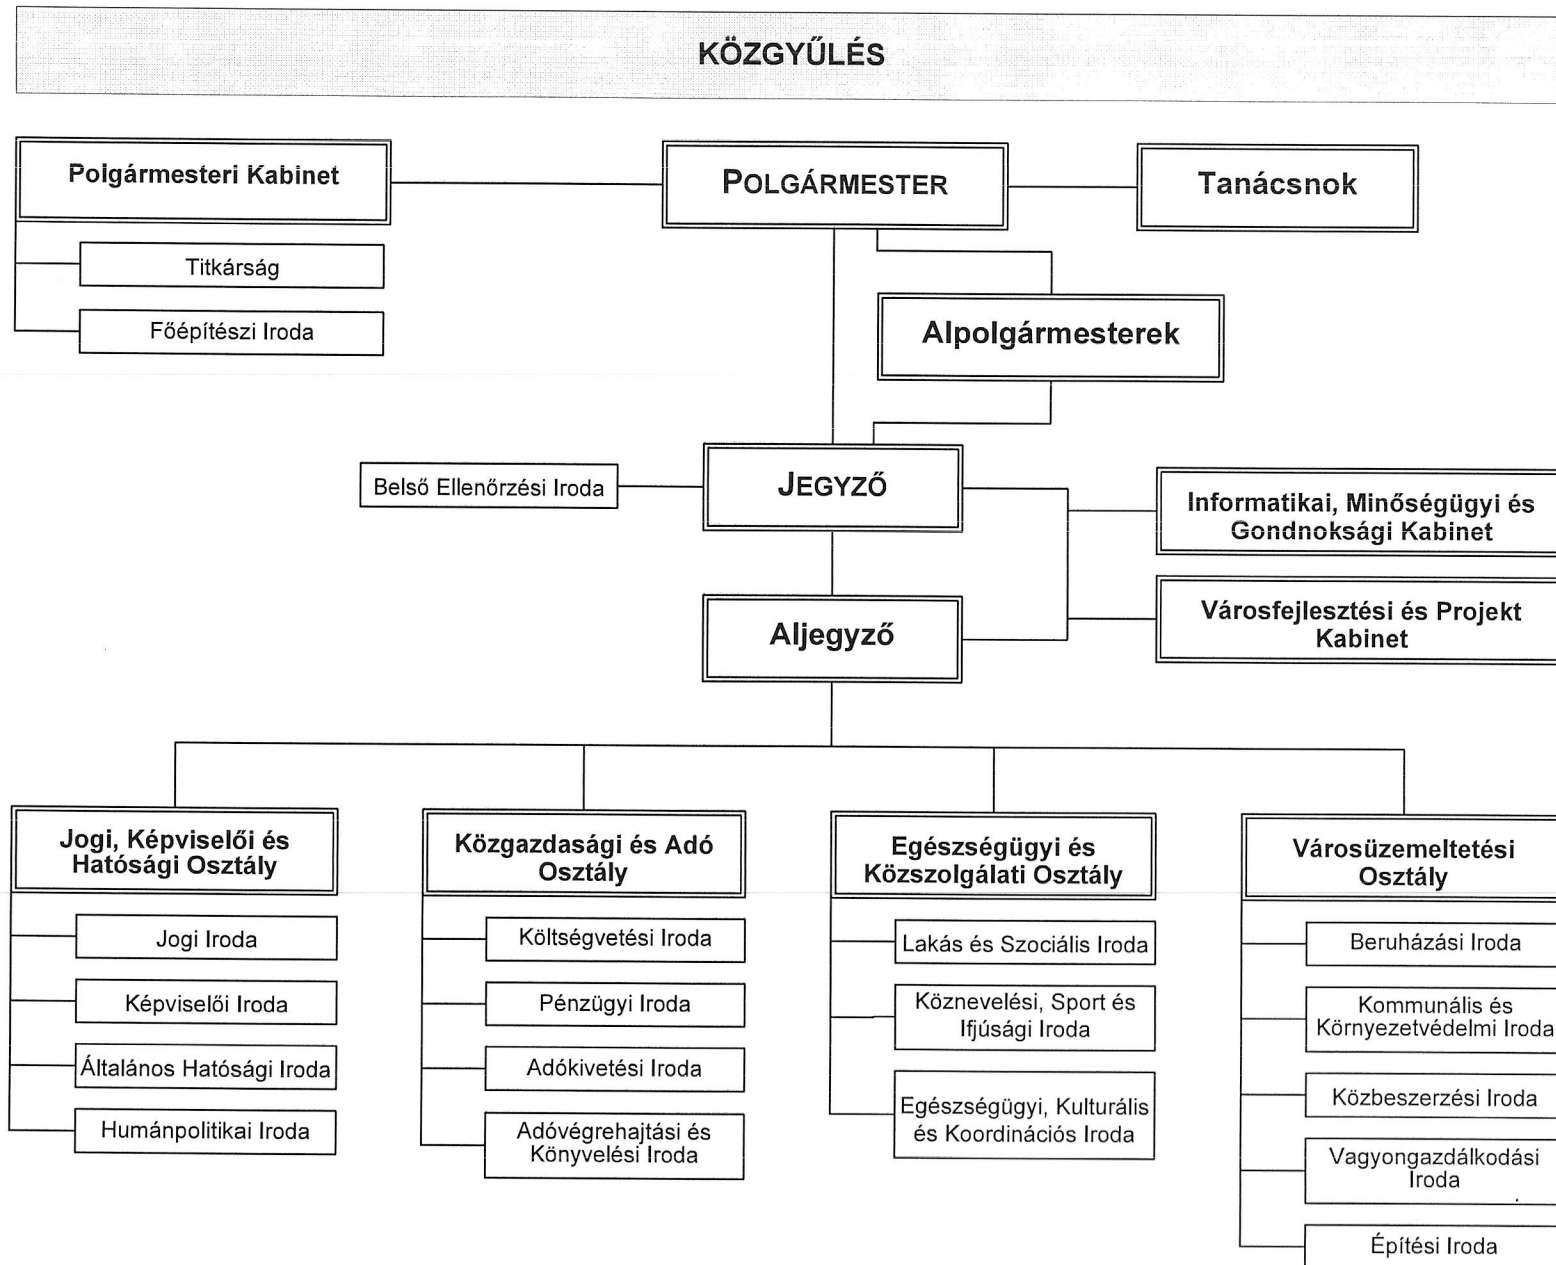 KÖZGYŰLÉS
Polgármesteri Kabinet
POLGÁRMESTER
Tanácsnok
Titkárság
Főépítészi Iroda
Alpolgármesterek
Belső Ellenőrzési Iroda
JEGYZŐ
Informatikai, Minőségügyi és
Gondnoksági Kabinet
Aljegyző
Városfejlesztési és Projekt
Kabinet
Jogi, Képviselői és
Hatósági Osztály
Jogi Iroda
Képviselői Iroda
Általános Hatósági Iroda
Humánpolitikai Iroda
Közgazdasági és Adó
Osztály
Költségvetési Iroda
Pénzügyi Iroda
Adókivetési Iroda
Adóvégrehajtási és
Könyvelési Iroda
Egészségügyi és
Közszolgálati Osztály
Lakás és Szociális Iroda
Köznevelési, Sport és
Ifjúsági Iroda
Egészségügyi, Kulturális
és Koordinációs Iroda
Városüzemeltetési
Osztály
Beruházási Iroda
Kommunális és
Környezetvédelmi Iroda
Közbeszerzési Iroda
Vagyongazdálkodási
Iroda
Építési Iroda